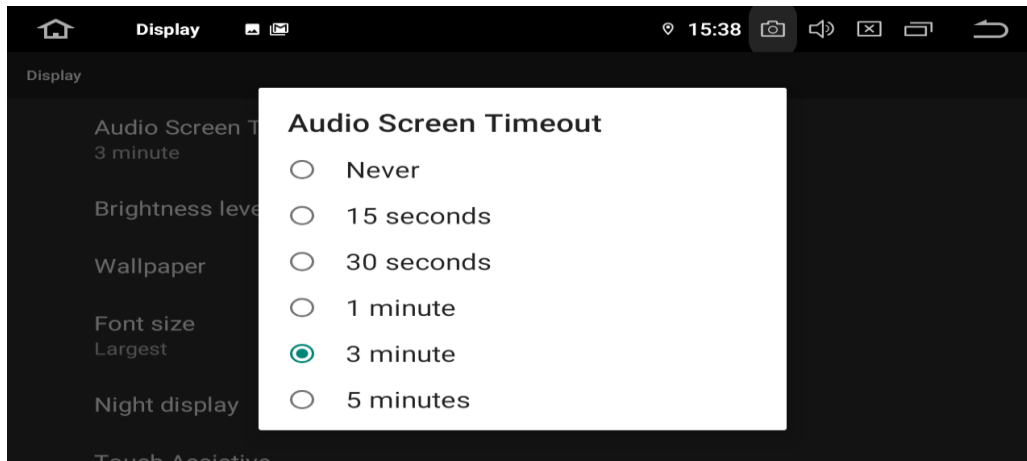 Display
15:38
Display
Audio Screen T
3 minute
Brightness leve
Wallpaper
Font size
Largest
Night display
Audio Screen Timeout
Never
15 seconds
30 seconds
1 minute
3 minute
5 minutes